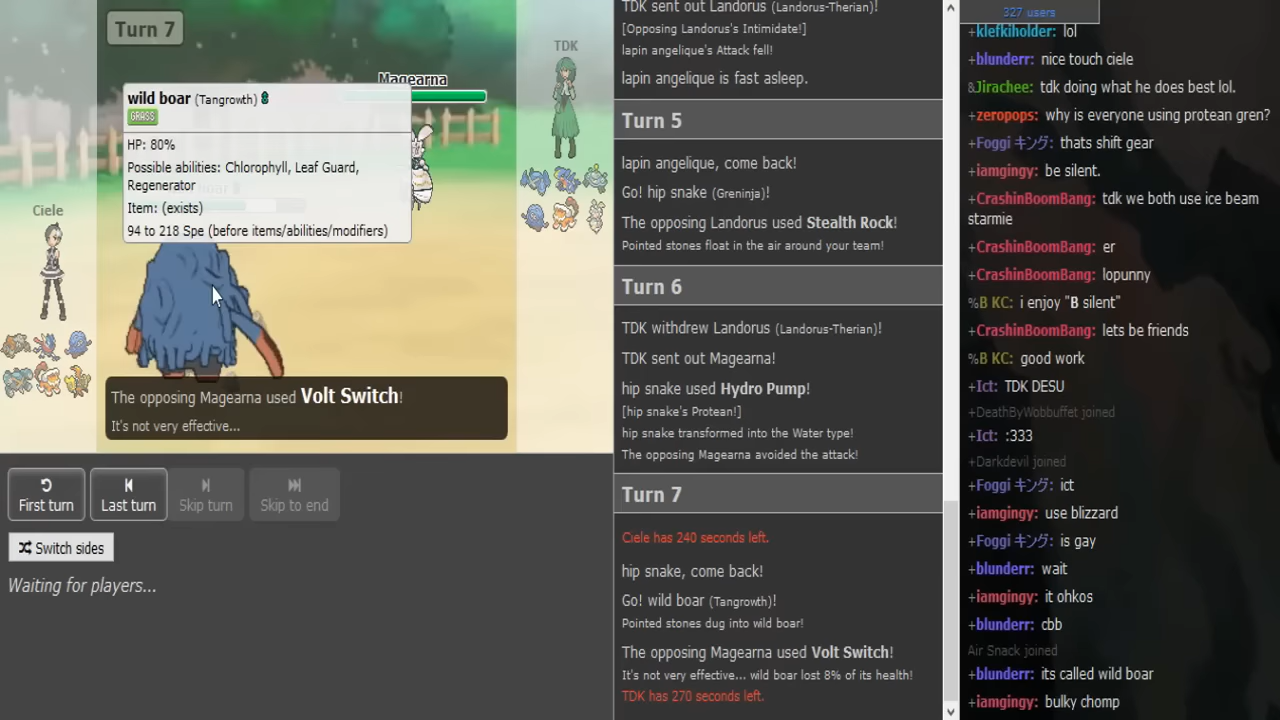 Turn 7
TDK
Magearna
wild boar (Tangrowth)
GRASS
HP: 80%
Possible abilities: Chlorophyll, Leaf Guard,
Regenerator
Item: (exists)
94 to 218 Spe (before items/abilities/modifiers)
Ciele
The opposing Magearna used Volt Switch!
It's not very effective...
First turn
Last turn
Skip turn
Skip to end
Switch sides
Waiting for players...
TDK sent out Landorus (Landorus-Therian)!
[Opposing Landorus's Intimidate!]
lapin angelique's Attack fell!
lapin angelique is fast asleep.
Turn 5
lapin angelique, come back!
Go! hip snake (Greninja)!
The opposing Landorus used Stealth Rock!
Pointed stones float in the air around your team!
Turn 6
TDK withdrew Landorus (Landorus-Therian)!
TDK sent out Magearna!
hip snake used Hydro Pump!
[hip snake's Protean!]
hip snake transformed into the Water type!
The opposing Magearna avoided the attack!
Turn 7
Ciele has 240 seconds left.
hip snake, come back!
Go! wild boar (Tangrowth)!
Pointed stones dug into wild boar!
The opposing Magearna used Volt Switch!
It's not very effective... wild boar lost 8% of its health!
TDK has 270 seconds left.
327 users
+klefkiholder: lol
+blunderr: nice touch ciele
&Jirachee: tdk doing what he does best lol.
+zeropops: why is everyone using protean gren?
+Foggi キング: thats shift gear
+iamgingy: be silent.
+CrashinBoomBang: tdk we both use ice beam
starmie
+CrashinBoomBang: er
+CrashinBoomBang: lopunny
%B KC: i enjoy "B silent"
+CrashinBoomBang: lets be friends
%B KC: good work
+Ict: TDK DESU
+DeathByWobbuffet joined
+Ict: :333
+Darkdevil joined
+Foggi キング: ict
+iamgingy: use blizzard
+Foggi キング: is gay
+blunderr: wait
+iamgingy: it ohkos
+blunderr: cbb
Air Snack joined
+blunderr: its called wild boar
+iamgingy: bulky chomp